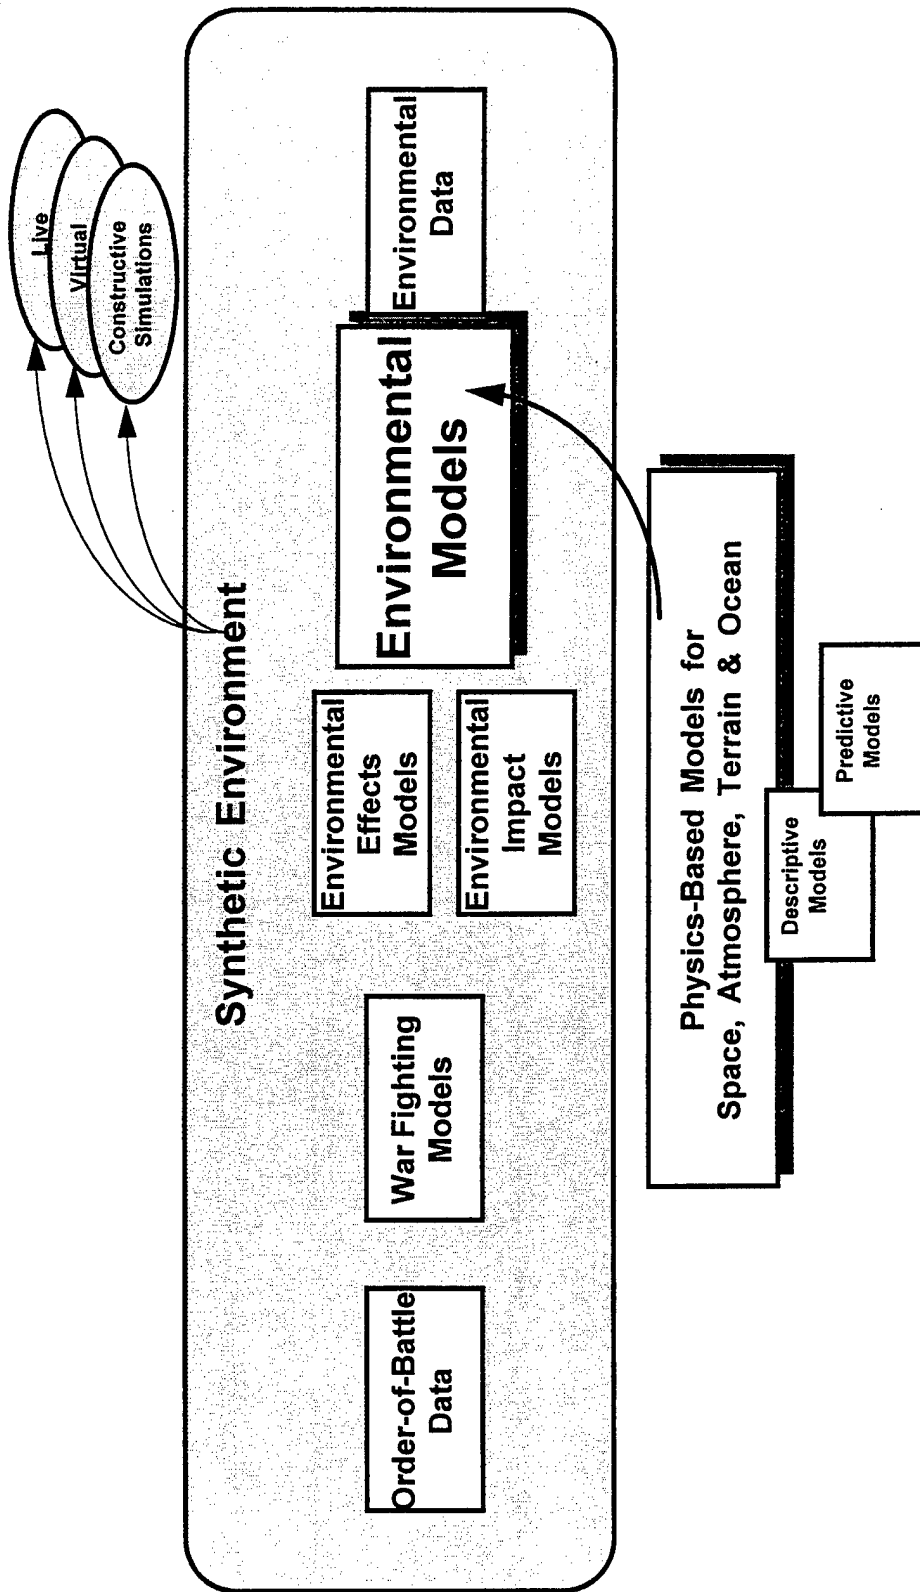 Live
Virtual
Constructive
Simulations
Synthetic Environment
Order-of-Battle
Data
War Fighting
Models
Environmental
Effects
Models
Environmental
Impact
Models
Environmental
Models
Environmental
Data
Physics-Based Models for
Space, Atmosphere, Terrain & Ocean
Descriptive
Models
Predictive
Models